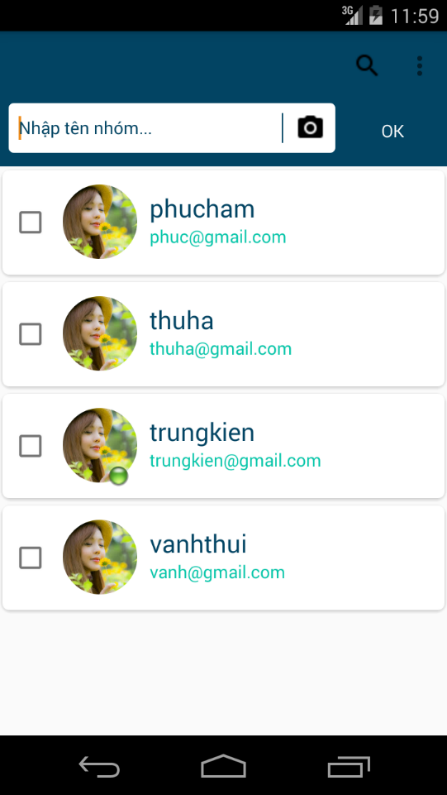 3G 11:59
Nhập tên nhóm...
OK
phucham
phuc@gmail.com
thuha
thuha@gmail.com
trungkien
trungkien@gmail.com
vanhthui
vanh@gmail.com